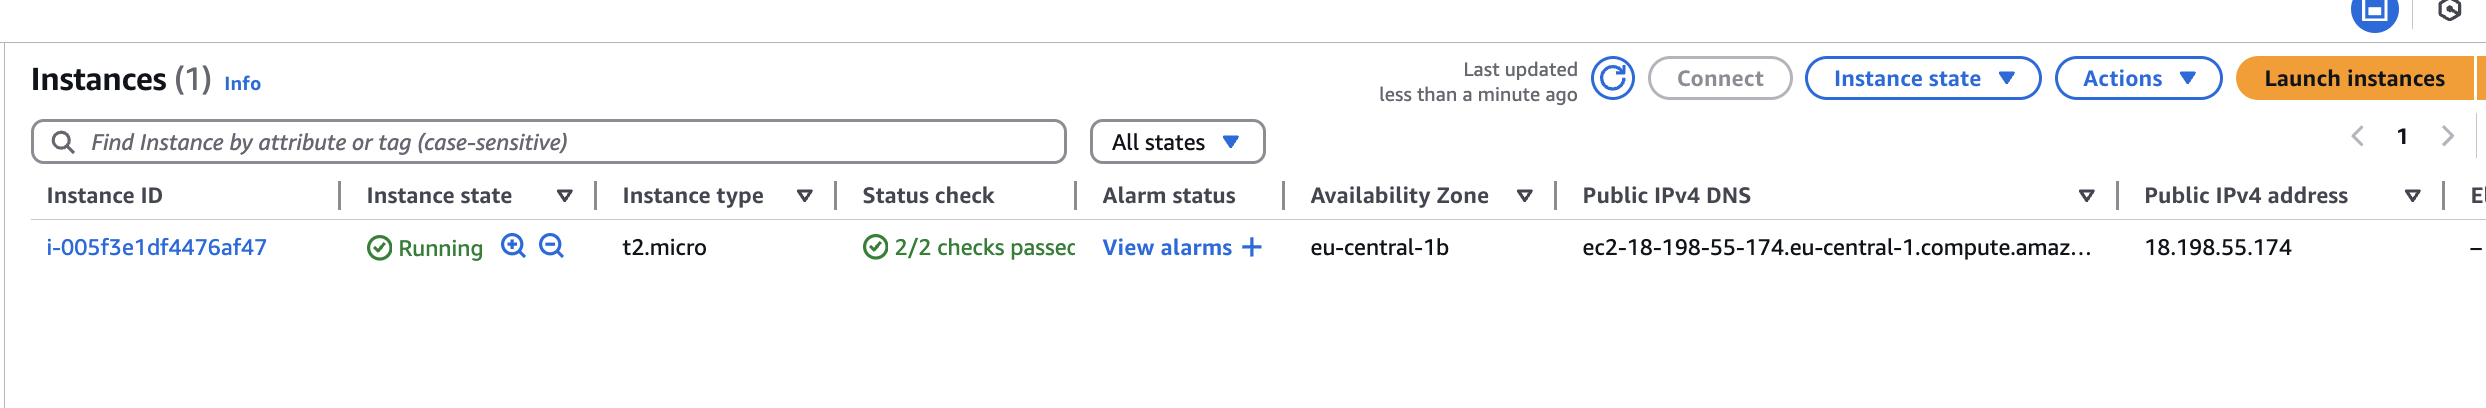 Instances (1) Info
Last updated
less than a minute ago
Connect
Instance state
Actions
Launch instances
Find Instance by attribute or tag (case-sensitive)
All states
1
Instance ID Instance state Instance type Status check Alarm status Availability Zone Public IPv4 DNS Public IPv4 address El
i-005f3e1df4476af47 Running t2.micro 2/2 checks passec View alarms + eu-central-1b ec2-18-198-55-174.eu-central-1.compute.amaz... 18.198.55.174 –